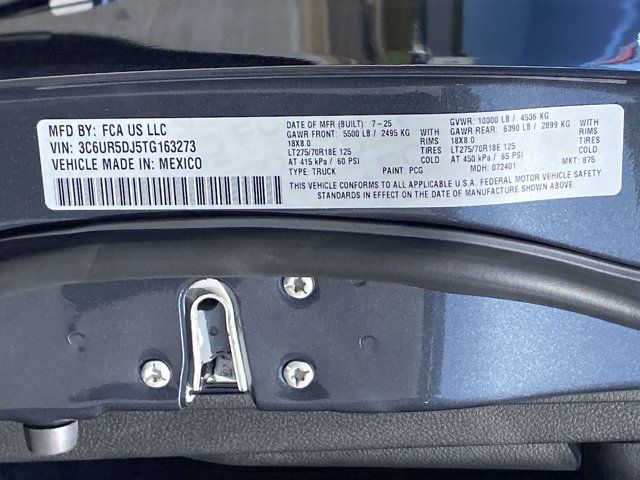 MFD BY: FCA US LLC
VIN: 3C6UR5DJ5TG163273
VEHICLE MADE IN: MEXICO
DATE OF MFR (BUILT): 7-25
GAWR FRONT: 5500 LB / 2495 KG WITH
18X8.0 RIMS
LT275/70R18E 125 TIRES
AT 415 kPa / 60 PSI COLD
TYPE: TRUCK PAINT: PCG
GVWR: 10000 LB / 4536 KG
GAWR REAR: 6390 LB / 2899 KG WITH
18X8.0 RIMS
LT275/70R18E 125 TIRES
AT 450 kPa / 65 PSI COLD
MOH: 072401 MKT: 875
THIS VEHICLE CONFORMS TO ALL APPLICABLE U.S.A. FEDERAL MOTOR VEHICLE SAFETY
STANDARDS IN EFFECT ON THE DATE OF MANUFACTURE SHOWN ABOVE